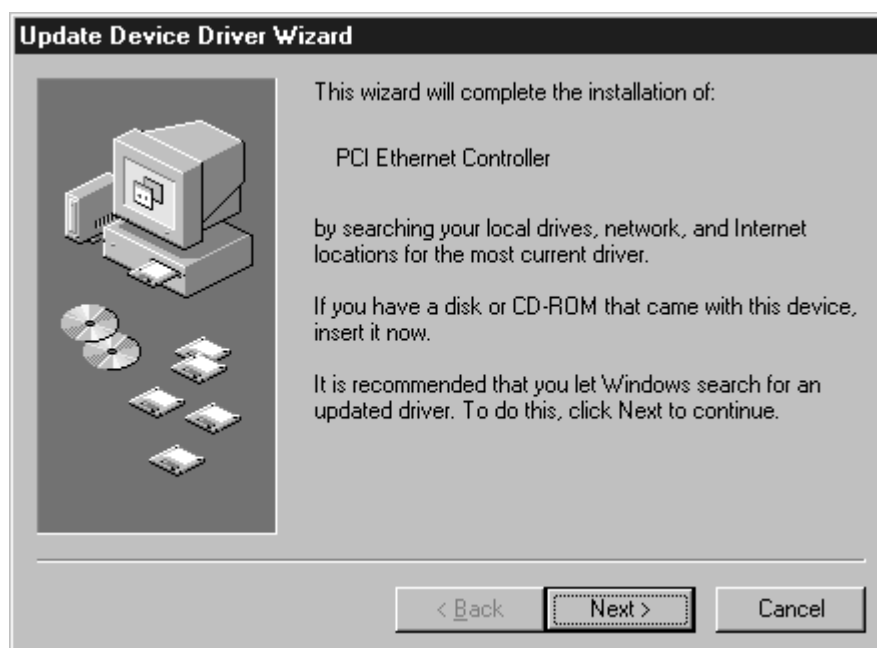 Update Device Driver Wizard
This wizard will complete the installation of:
PCI Ethernet Controller
by searching your local drives, network, and Internet
locations for the most current driver.
If you have a disk or CD-ROM that came with this device,
insert it now.
It is recommended that you let Windows search for an
updated driver. To do this, click Next to continue.
< Back
Next >
Cancel